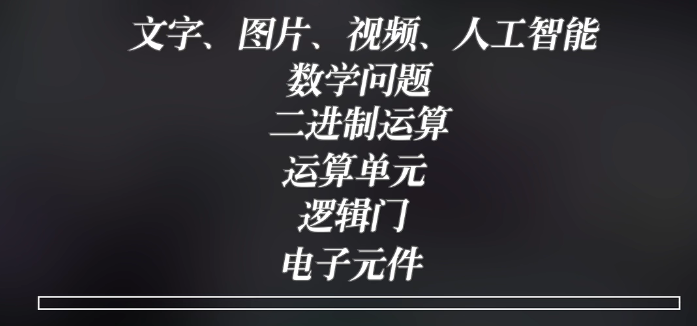 文字、图片、视频、人工智能
数学问题
二进制运算
运算单元
逻辑门
电子元件